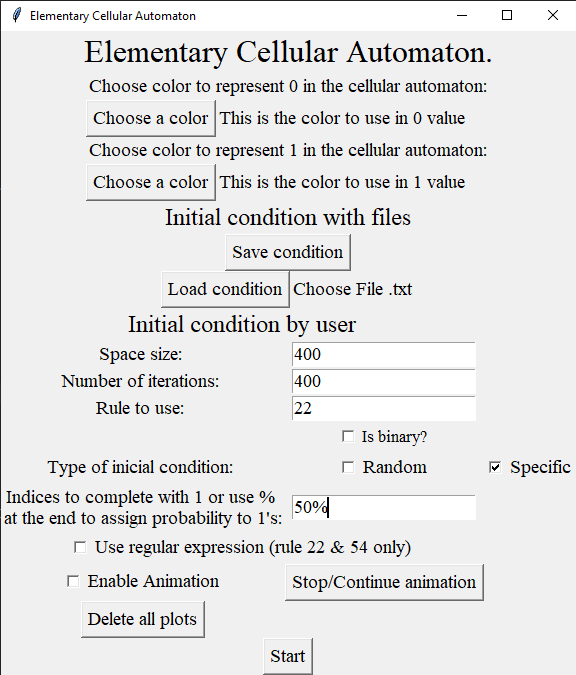 Elementary Cellular Automaton
Elementary Cellular Automaton.
Choose color to represent 0 in the cellular automaton:
Choose a color This is the color to use in 0 value
Choose color to represent 1 in the cellular automaton:
Choose a color This is the color to use in 1 value
Initial condition with files
Save condition
Load condition Choose File .txt
Initial condition by user
Space size: 400
Number of iterations: 400
Rule to use: 22
Is binary?
Type of inicial condition: Random Specific
Indices to complete with 1 or use %
at the end to assign probability to 1's: 50%
Use regular expression (rule 22 & 54 only)
Enable Animation Stop/Continue animation
Delete all plots
Start